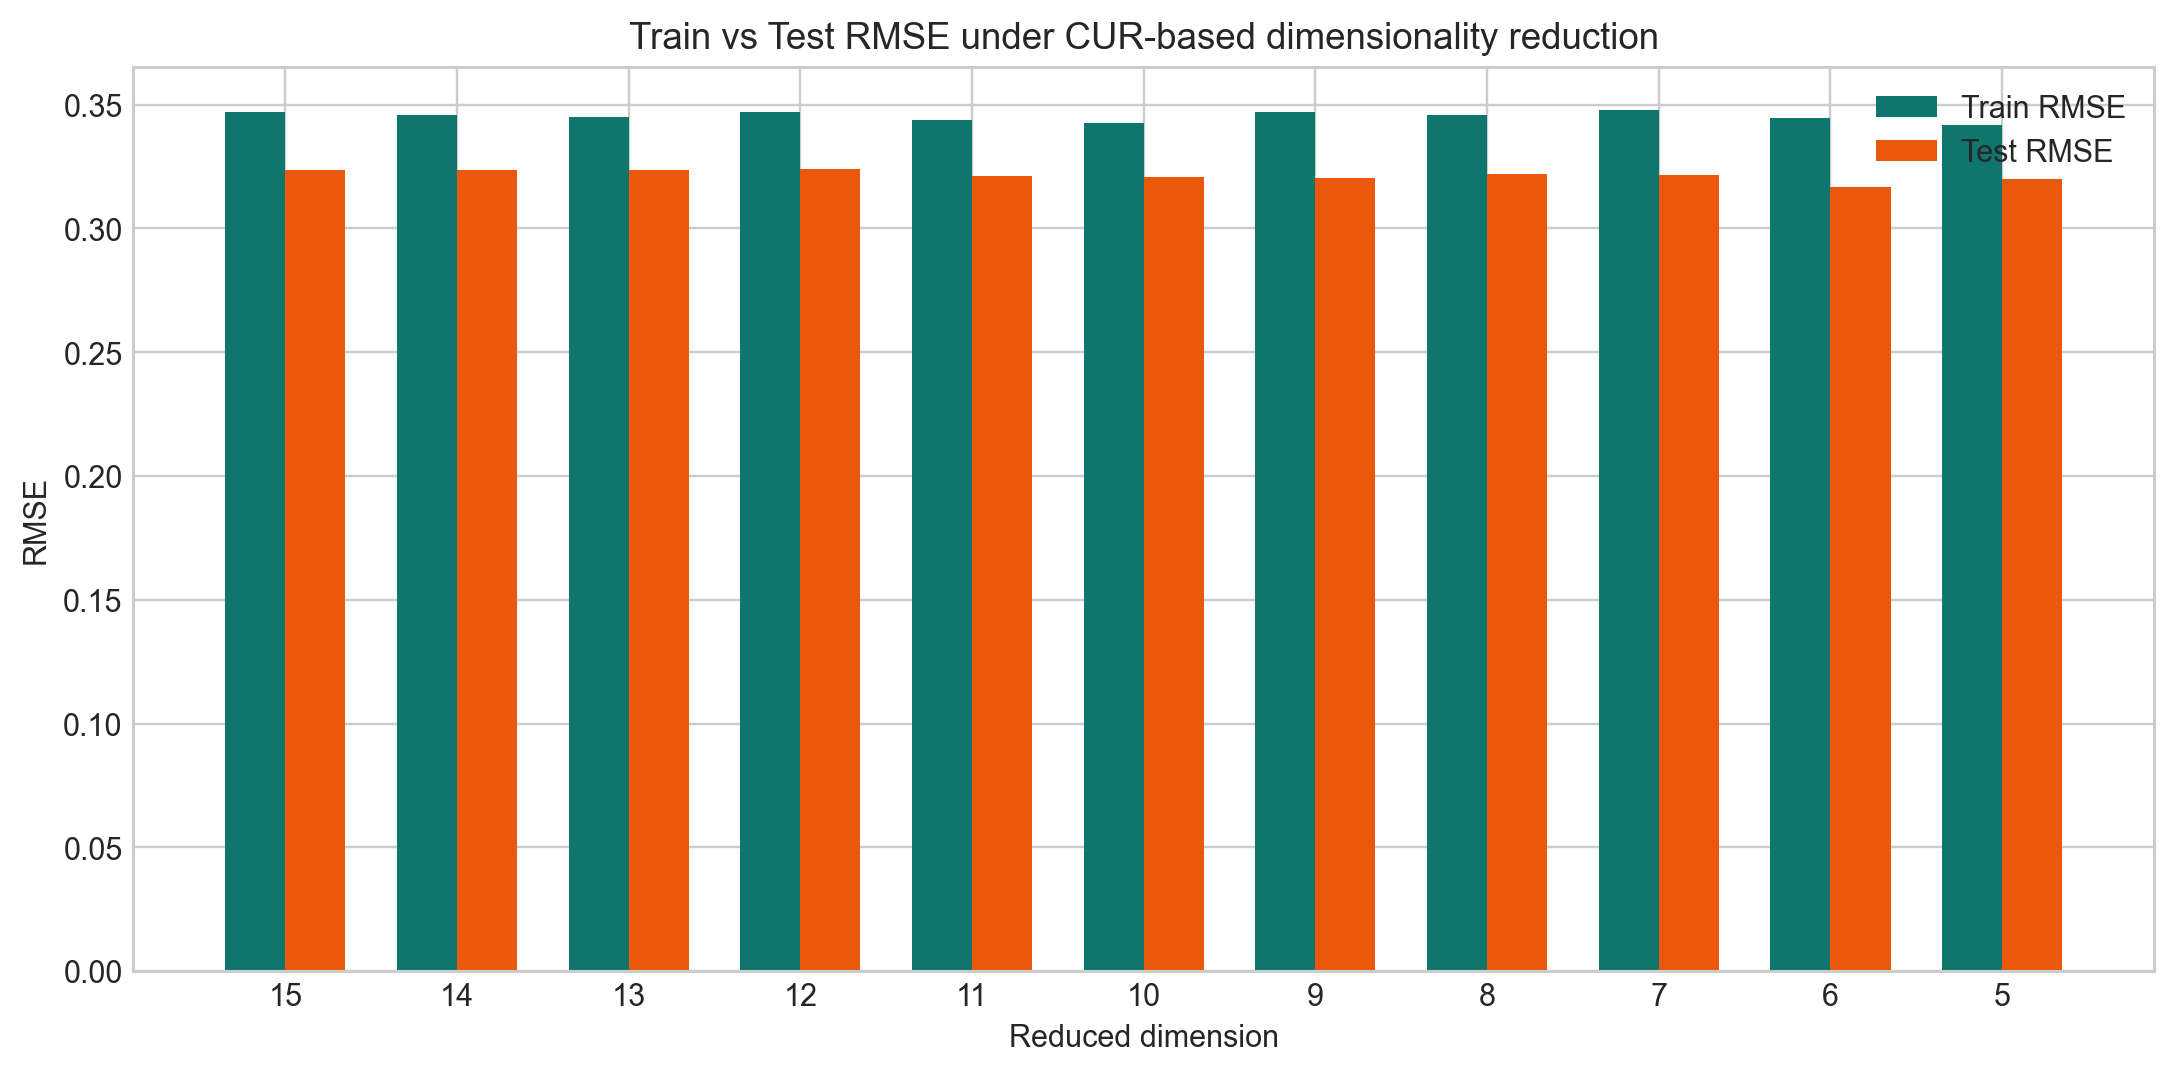 Train vs Test RMSE under CUR-based dimensionality reduction
Train RMSE
Test RMSE
RMSE
0.35
0.30
0.25
0.20
0.15
0.10
0.05
0.00
15 14 13 12 11 10 9 8 7 6 5
Reduced dimension